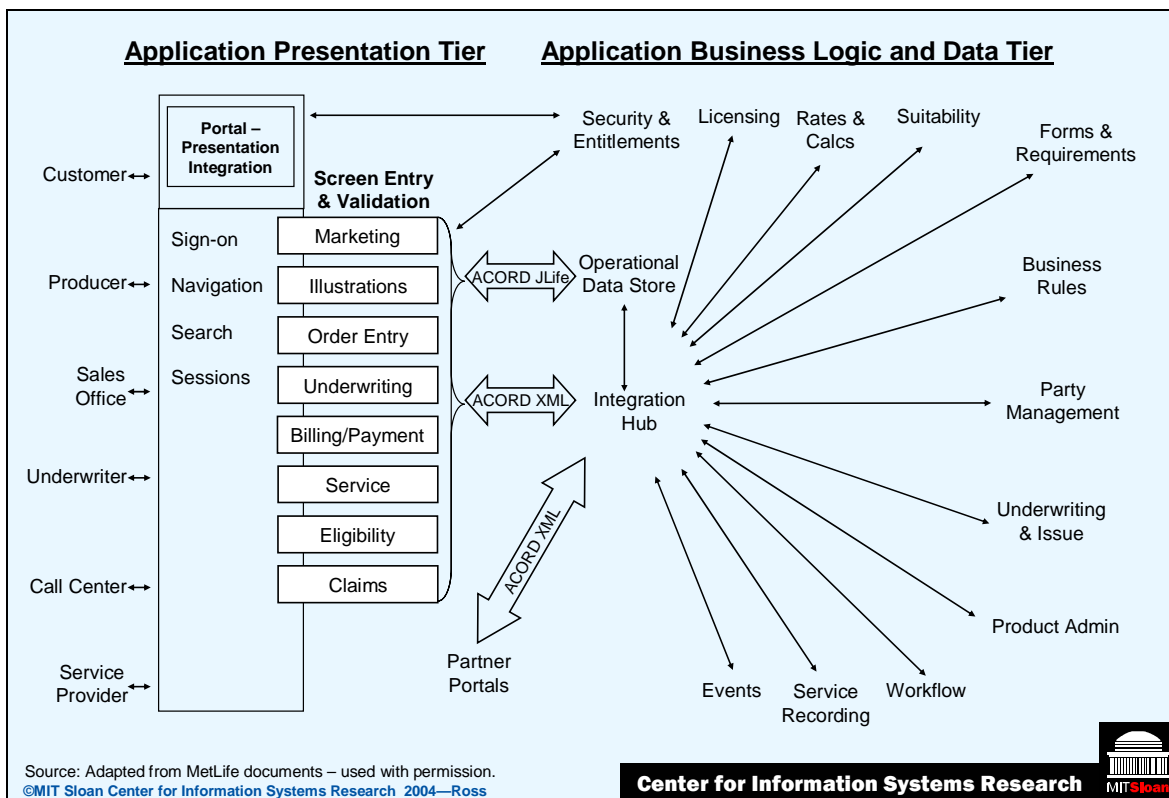 Application Presentation Tier
Application Business Logic and Data Tier
Portal –
Presentation
Integration
Customer
Producer
Sales
Office
Underwriter
Call Center
Service
Provider
Sign-on
Navigation
Search
Sessions
Screen Entry
& Validation
Marketing
Illustrations
Order Entry
Underwriting
Billing/Payment
Service
Eligibility
Claims
ACORD JLife
ACORD XML
ACORD XML
Partner
Portals
Operational
Data Store
Integration
Hub
Security &
Entitlements
Licensing
Rates &
Calcs
Suitability
Forms &
Requirements
Business
Rules
Party
Management
Underwriting
& Issue
Product Admin
Workflow
Service
Recording
Events
Source: Adapted from MetLife documents – used with permission.
©MIT Sloan Center for Information Systems Research 2004—Ross
Center for Information Systems Research
MITSloan